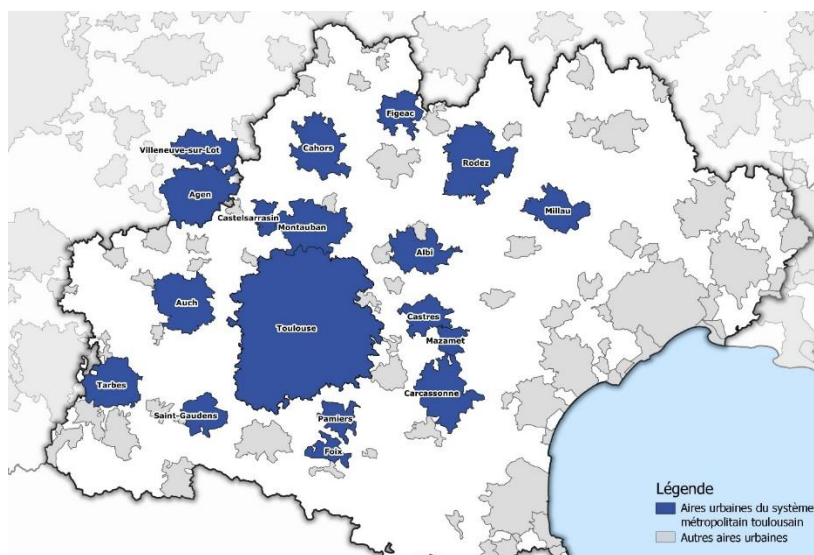 Figeac
Cahors
Villeneuve-sur-Lot
Rodez
Agen
Millau
Castelsarrasin
Montauban
Albi
Auch
Castres
Toulouse
Mazamet
Tarbes
Carcassonne
Saint-Gaudens
Pamiers
Foix
Légende
Aires urbaines du système
métropolitain toulousain
Autres aires urbaines